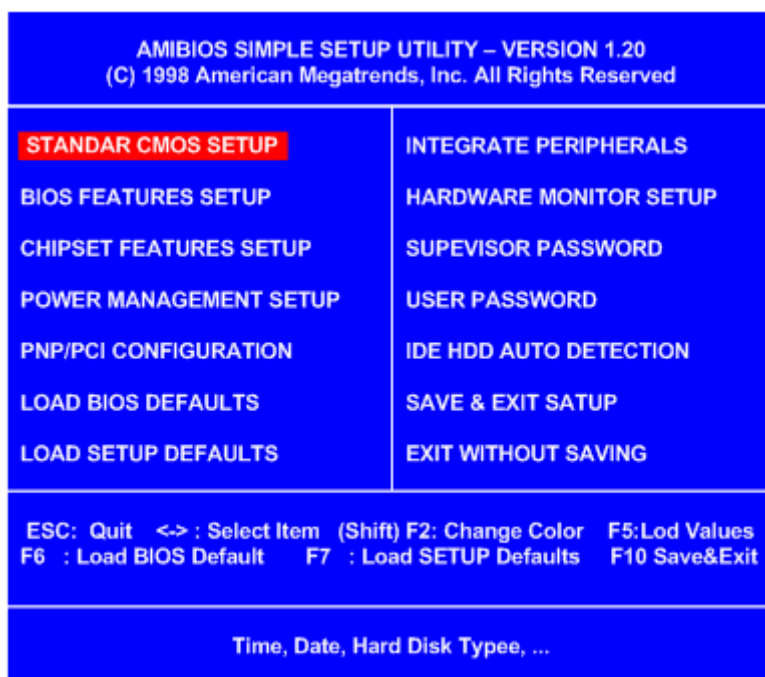 AMIBIOS SIMPLE SETUP UTILITY – VERSION 1.20
(C) 1998 American Megatrends, Inc. All Rights Reserved
STANDAR CMOS SETUP
BIOS FEATURES SETUP
CHIPSET FEATURES SETUP
POWER MANAGEMENT SETUP
PNP/PCI CONFIGURATION
LOAD BIOS DEFAULTS
LOAD SETUP DEFAULTS
INTEGRATE PERIPHERALS
HARDWARE MONITOR SETUP
SUPEVISOR PASSWORD
USER PASSWORD
IDE HDD AUTO DETECTION
SAVE & EXIT SATUP
EXIT WITHOUT SAVING
ESC: Quit <-> : Select Item (Shift) F2: Change Color F5:Lod Values
F6 : Load BIOS Default F7 : Load SETUP Defaults F10 Save&Exit
Time, Date, Hard Disk Typee, ...